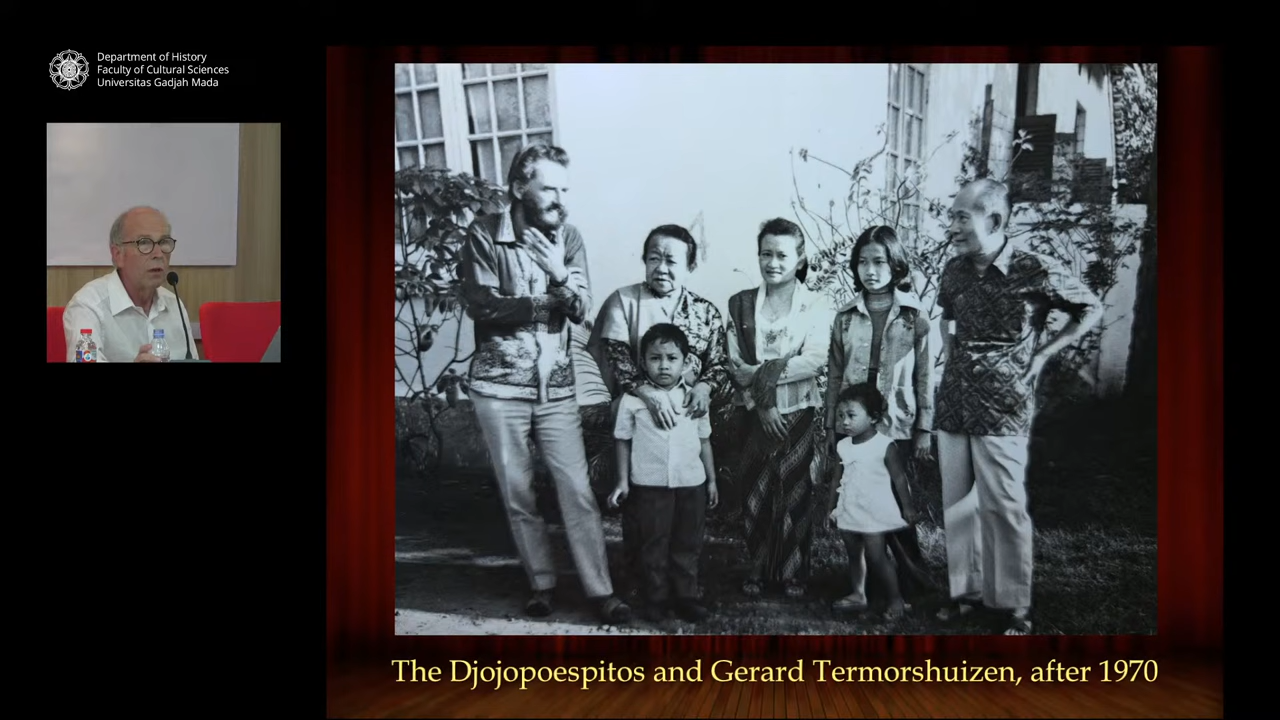 Department of History
Faculty of Cultural Sciences
Universitas Gadjah Mada
The Djojopoespitos and Gerard Termorshuizen, after 1970